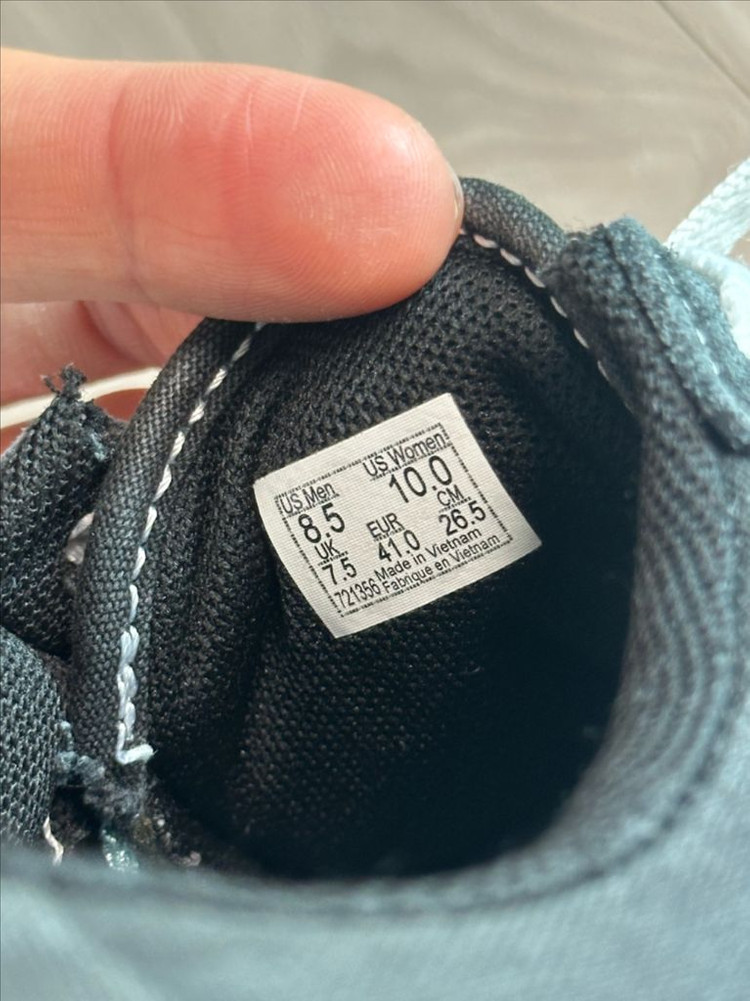 US Men US Women
8.5 10.0
UK EUR CM
7.5 41.0 26.5
721356 Made in Vietnam
Fabriqué en Vietnam